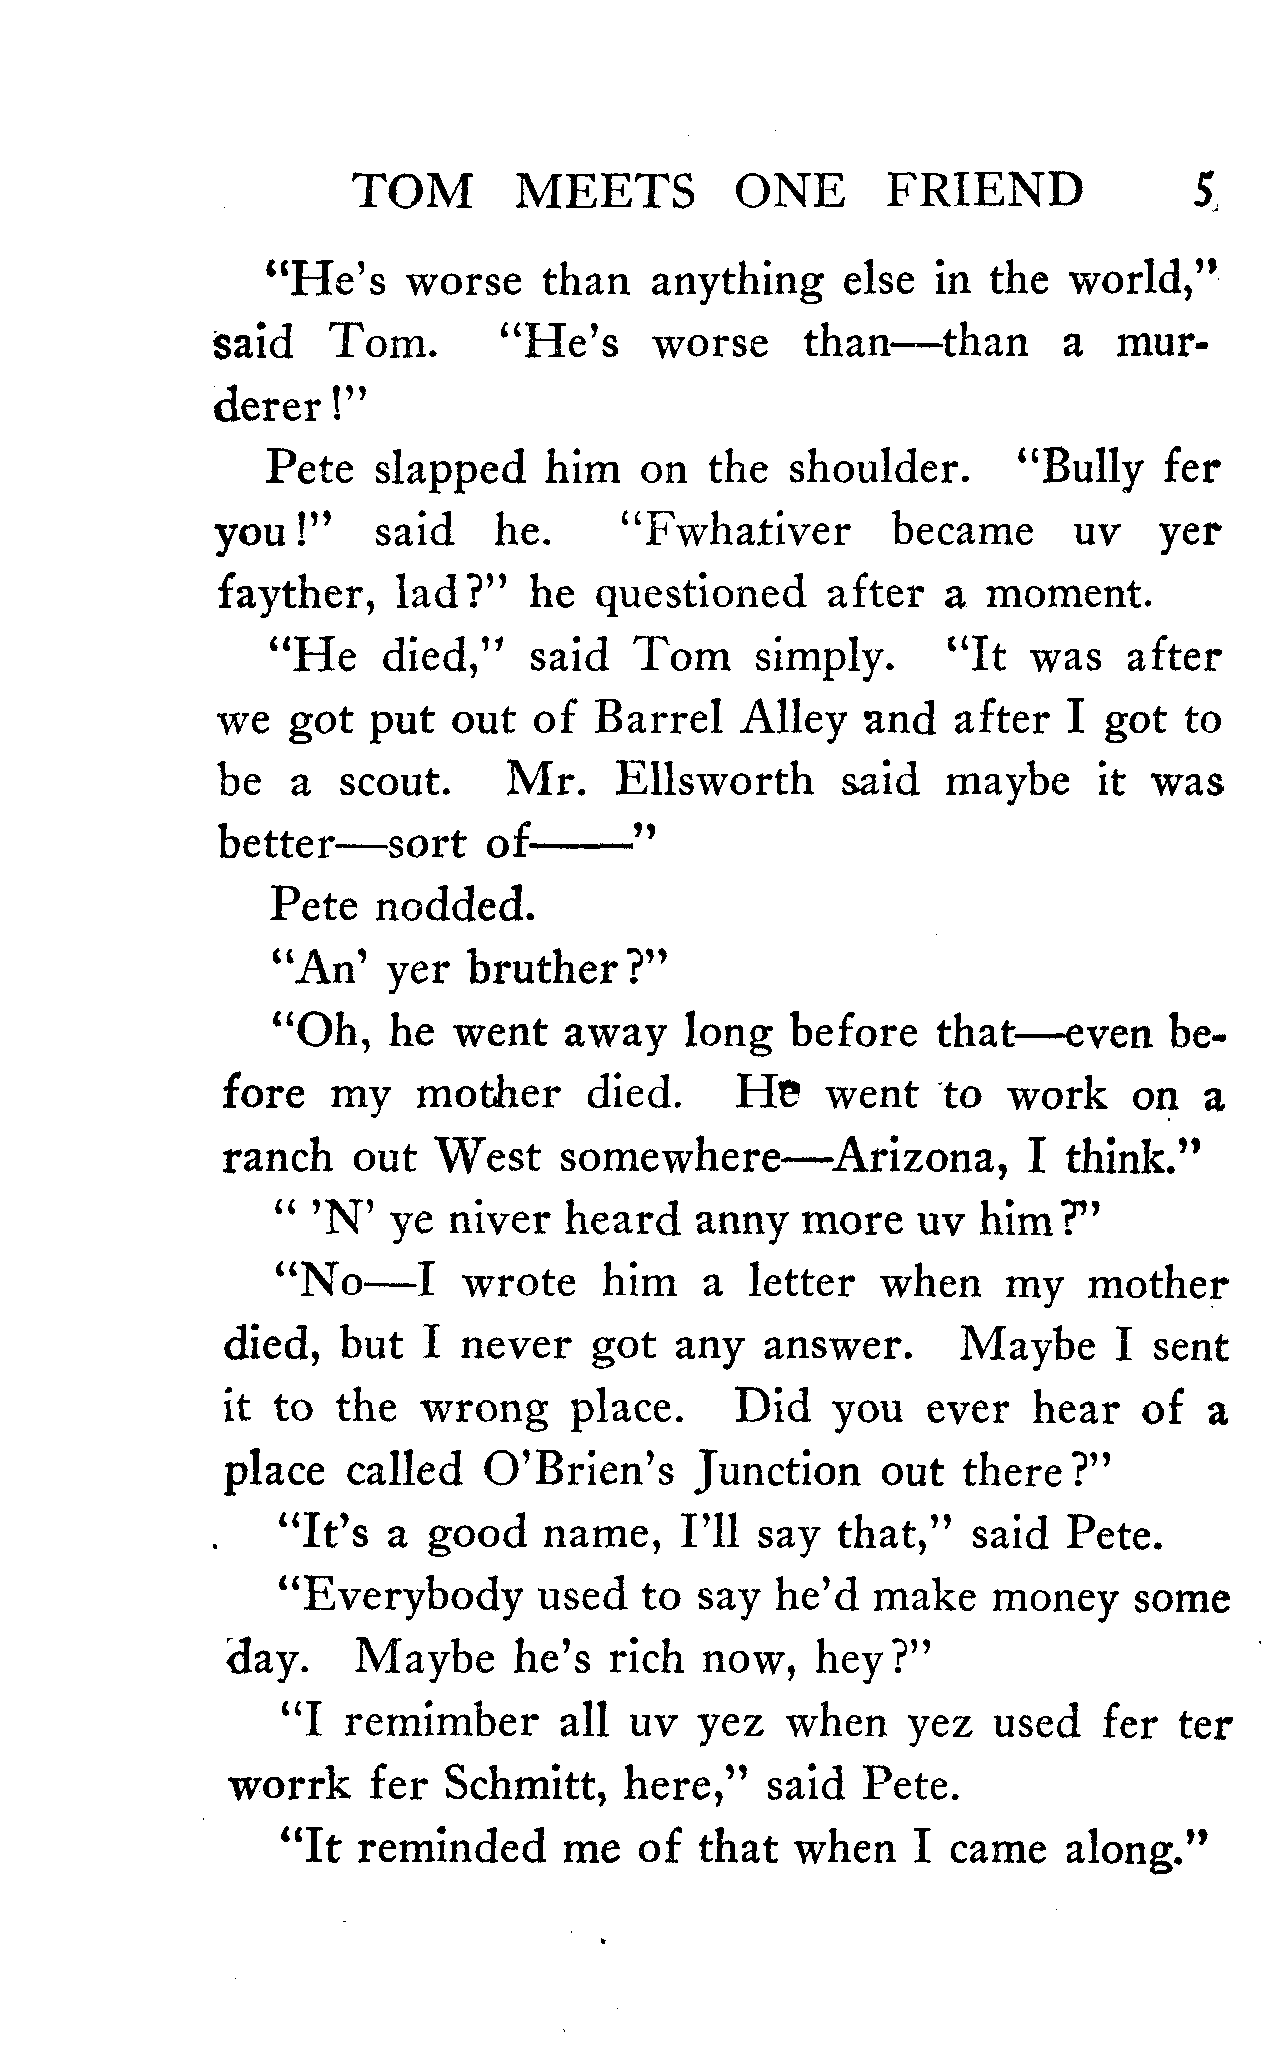 TOM MEETS ONE FRIEND 5
"He's worse than anything else in the world,"
said Tom. "He's worse than—than a mur-
derer!"
Pete slapped him on the shoulder. "Bully fer
you!" said he. "Fwhativer became uv yer
fayther, lad?" he questioned after a moment.
"He died," said Tom simply. "It was after
we got put out of Barrel Alley and after I got to
be a scout. Mr. Ellsworth said maybe it was
better—sort of——"
Pete nodded.
"An' yer bruther?"
"Oh, he went away long before that—even be-
fore my mother died. He went to work on a
ranch out West somewhere—Arizona, I think."
" 'N' ye niver heard anny more uv him?"
"No—I wrote him a letter when my mother
died, but I never got any answer. Maybe I sent
it to the wrong place. Did you ever hear of a
place called O'Brien's Junction out there?"
"It's a good name, I'll say that," said Pete.
"Everybody used to say he'd make money some
day. Maybe he's rich now, hey?"
"I remimber all uv yez when yez used fer ter
worrk fer Schmitt, here," said Pete.
"It reminded me of that when I came along."